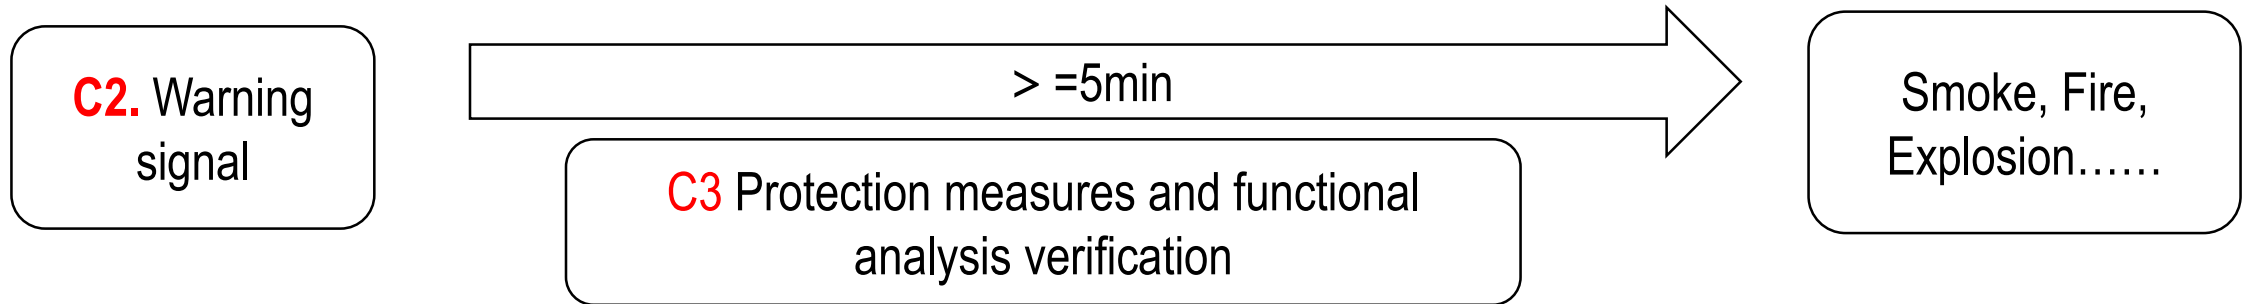 C2. Warning
signal
> =5min
C3 Protection measures and functional
analysis verification
Smoke, Fire,
Explosion……